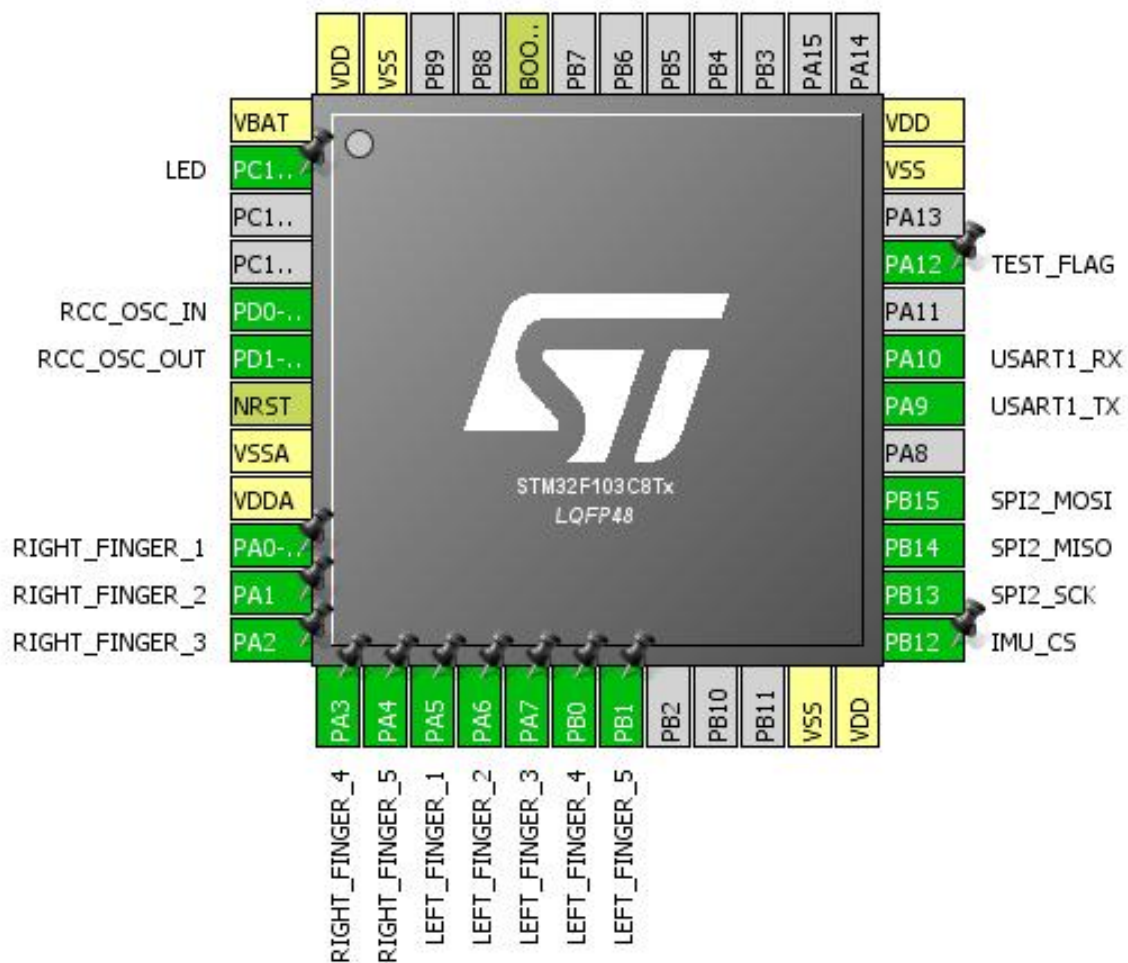 VDD
VSS
PB9
PB8
BOO..
PB7
PB6
PB5
PB4
PB3
PA15
PA14
VBAT
LED PC1..
PC1..
PC1..
RCC_OSC_IN PD0-..
RCC_OSC_OUT PD1-..
NRST
VSSA
VDDA
RIGHT_FINGER_1 PA0-..
RIGHT_FINGER_2 PA1
RIGHT_FINGER_3 PA2
ST
STM32F103C8Tx
LQFP48
VDD
VSS
PA13
PA12 TEST_FLAG
PA11
PA10 USART1_RX
PA9 USART1_TX
PA8
PB15 SPI2_MOSI
PB14 SPI2_MISO
PB13 SPI2_SCK
PB12 IMU_CS
PA3 RIGHT_FINGER_4
PA4 RIGHT_FINGER_5
PA5 LEFT_FINGER_1
PA6 LEFT_FINGER_2
PA7 LEFT_FINGER_3
PB0 LEFT_FINGER_4
PB1 LEFT_FINGER_5
PB2
PB10
PB11
VSS
VDD